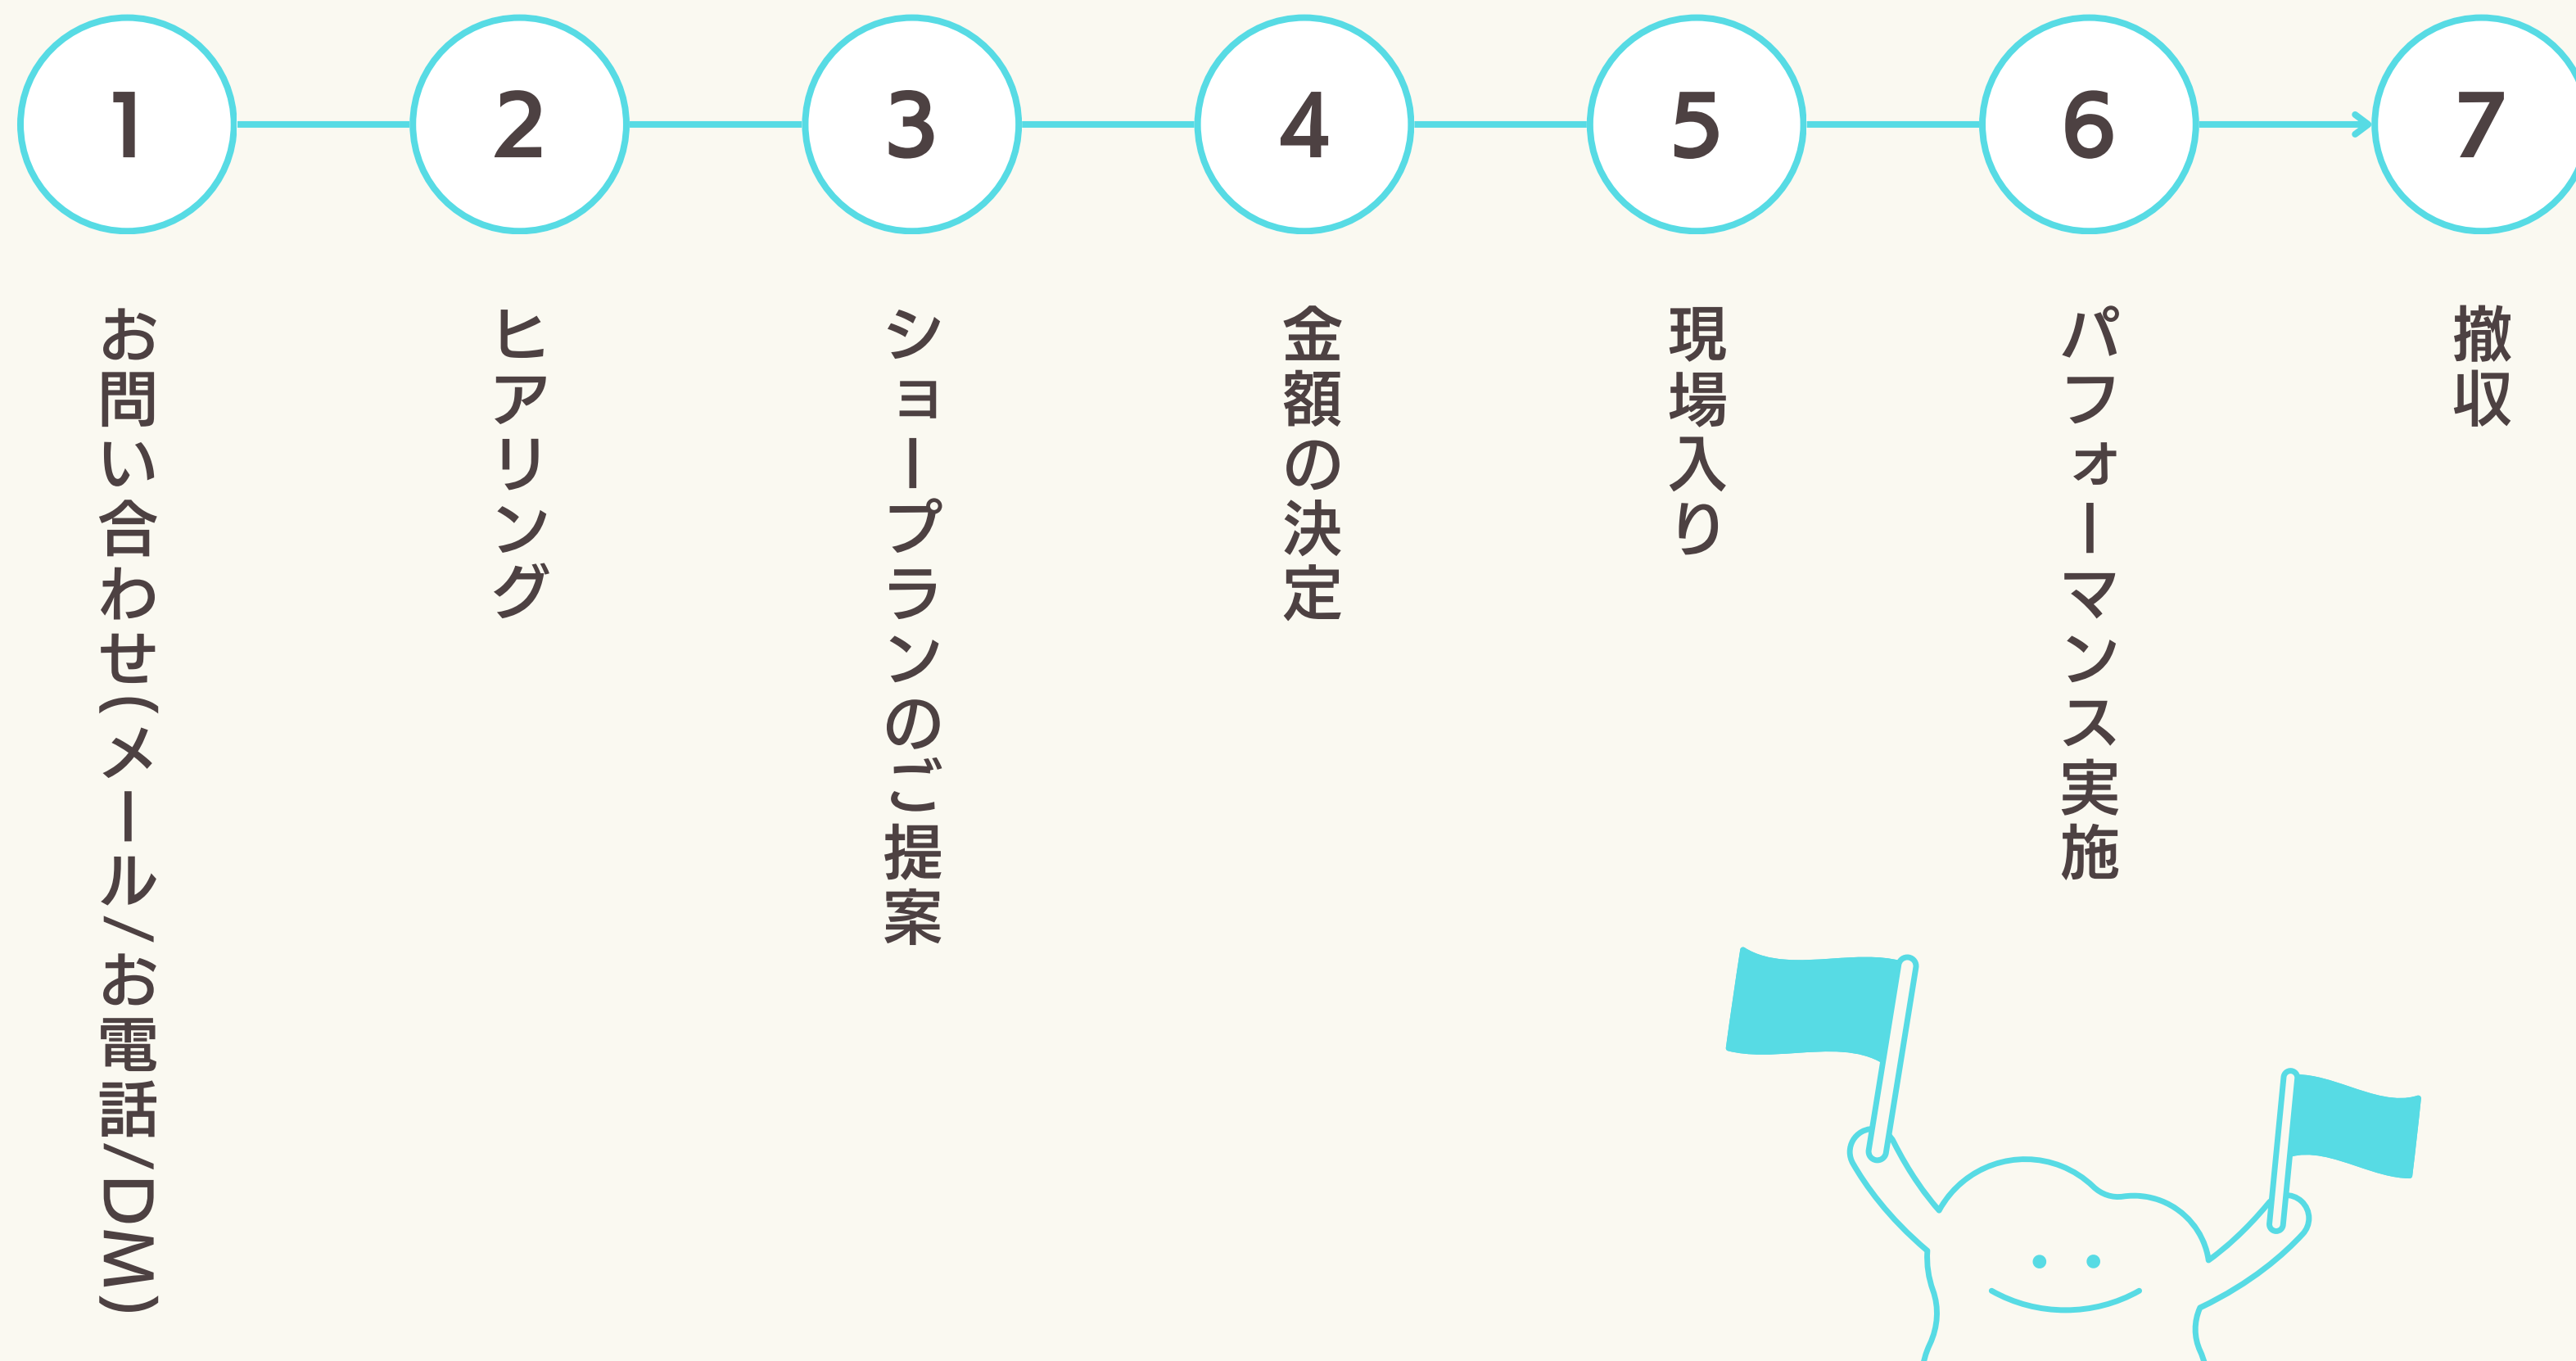 1
お問い合わせ(メール/お電話/DM)
2
ヒアリング
3
ショープランのご提案
4
金額の決定
5
現場入り
6
パフォーマンス実施
7
撤収